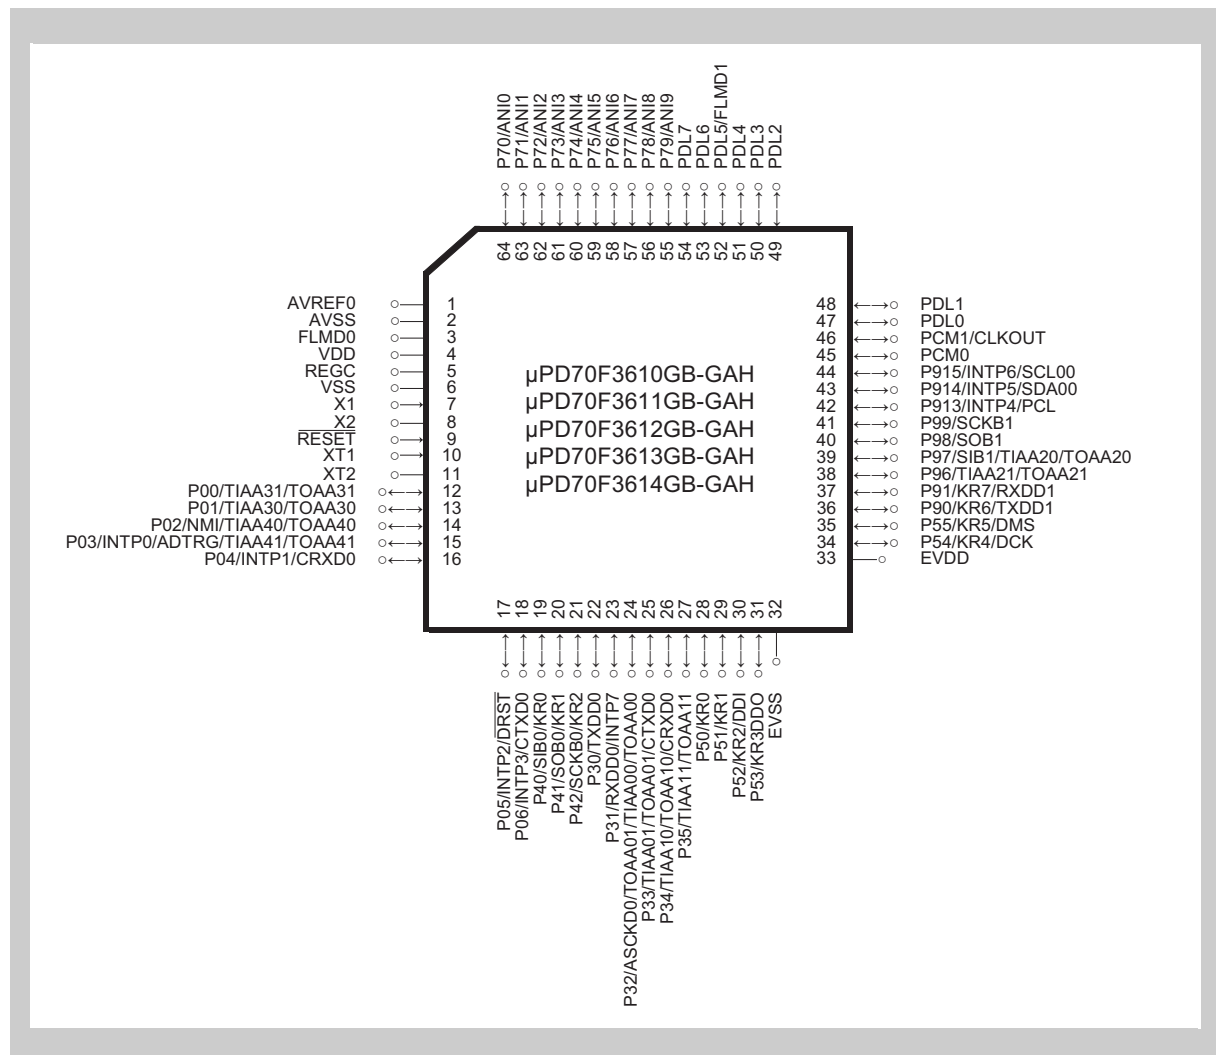 P70/ANI0
P71/ANI1
P72/ANI2
P73/ANI3
P74/ANI4
P75/ANI5
P76/ANI6
P77/ANI7
P78/ANI8
P79/ANI9
PDL7
PDL6
PDL5/FLMD1
PDL4
PDL3
PDL2
64
63
62
61
60
59
58
57
56
55
54
53
52
51
50
49
AVREF0 1
AVSS 2
FLMD0 3
VDD 4
REGC 5
VSS 6
X1 7
X2 8
RESET 9
XT1 10
XT2 11
P00/TIAA31/TOAA31 12
P01/TIAA30/TOAA30 13
P02/NMI/TIAA40/TOAA40 14
P03/INTP0/ADTRG/TIAA41/TOAA41 15
P04/INTP1/CRXD0 16
µPD70F3610GB-GAH
µPD70F3611GB-GAH
µPD70F3612GB-GAH
µPD70F3613GB-GAH
µPD70F3614GB-GAH
48 PDL1
47 PDL0
46 PCM1/CLKOUT
45 PCM0
44 P915/INTP6/SCL00
43 P914/INTP5/SDA00
42 P913/INTP4/PCL
41 P99/SCKB1
40 P98/SOB1
39 P97/SIB1/TIAA20/TOAA20
38 P96/TIAA21/TOAA21
37 P91/KR7/RXDD1
36 P90/KR6/TXDD1
35 P55/KR5/DMS
34 P54/KR4/DCK
33 EVDD
17
18
19
20
21
22
23
24
25
26
27
28
29
30
31
32
P05/INTP2/DRST
P06/INTP3/CTXD0
P40/SIB0/KR0
P41/SOB0/KR1
P42/SCKB0/KR2
P30/TXDD0
P31/RXDD0/INTP7
P32/ASCKD0/TOAA01/TIAA00/TOAA00
P33/TIAA01/TOAA01/CTXD0
P34/TIAA10/TOAA10/CRXD0
P35/TIAA11/TOAA11
P50/KR0
P51/KR1
P52/KR2/DDI
P53/KR3DDO
EVSS